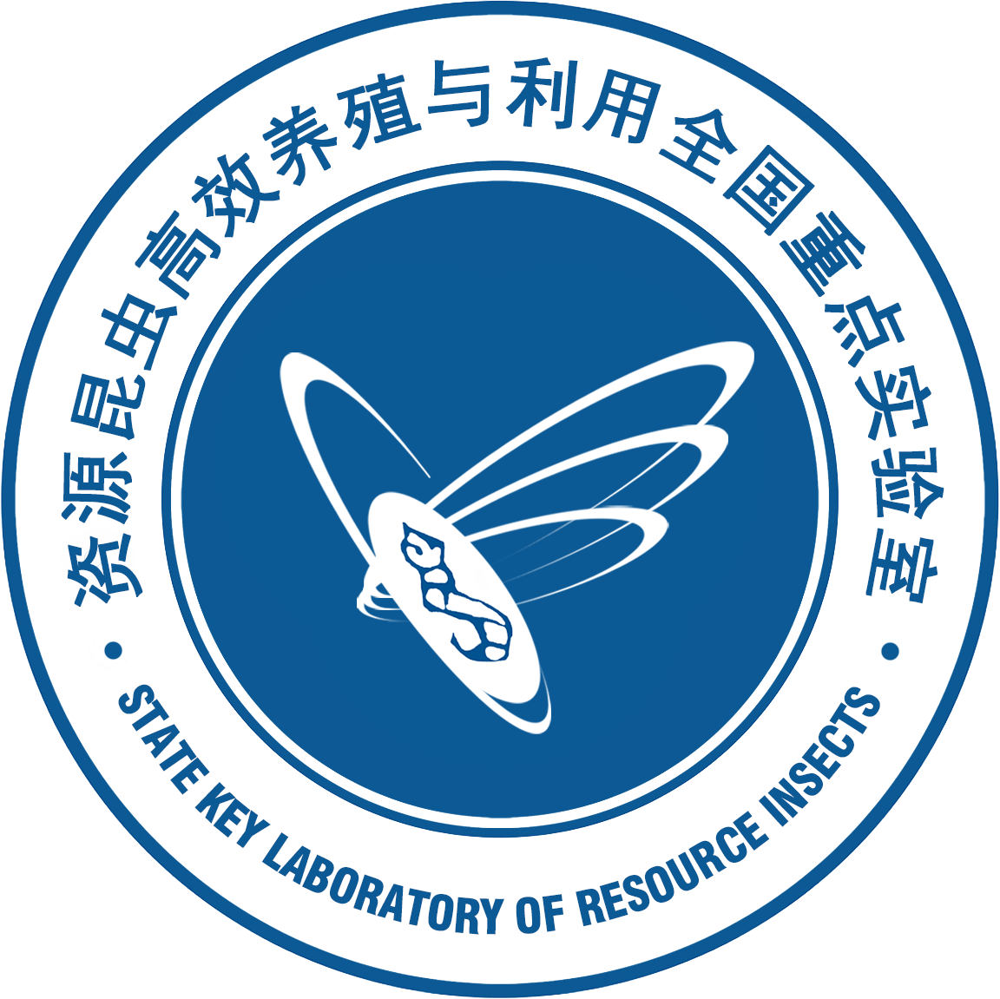 资源昆虫高效养殖与利用全国重点实验室
· STATE KEY LABORATORY OF RESOURCE INSECTS ·